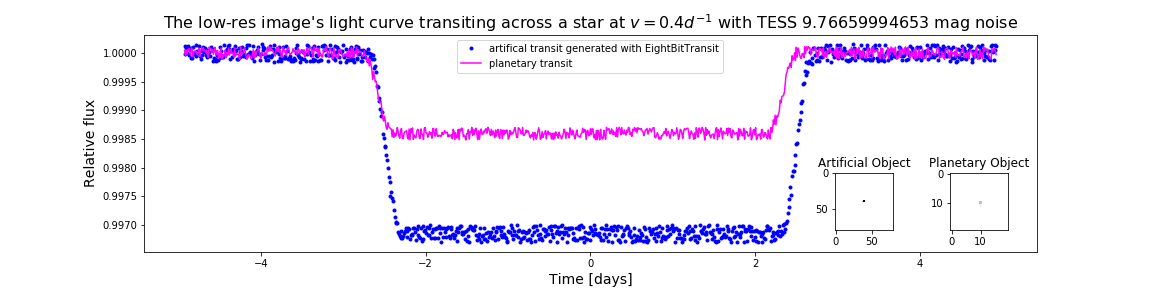 The low-res image's light curve transiting across a star at v = 0.4d⁻¹ with TESS 9.76659994653 mag noise
artifical transit generated with EightBitTransit
planetary transit
Relative flux
1.0000
0.9995
0.9990
0.9985
0.9980
0.9975
0.9970
Artificial Object
0
50
0 50
Planetary Object
0
10
0 10
−4 −2 0 2 4
Time [days]